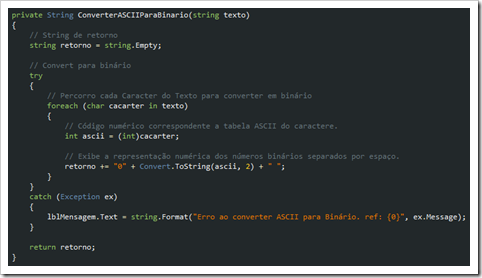 private String ConverterASCIIParaBinario(string texto)
{
    // String de retorno
    string retorno = string.Empty;

    // Convert para binário
    try
    {
        // Percorro cada Caracter do Texto para converter em binário
        foreach (char cacarter in texto)
        {
            // Código numérico correspondente a tabela ASCII do caractere.
            int ascii = (int)cacarter;

            // Exibe a representação numérica dos números binários separados por espaço.
            retorno += "0" + Convert.ToString(ascii, 2) + " ";
        }
    }
    catch (Exception ex)
    {
        lblMensagem.Text = string.Format("Erro ao converter ASCII para Binário. ref: {0}", ex.Message);
    }

    return retorno;
}